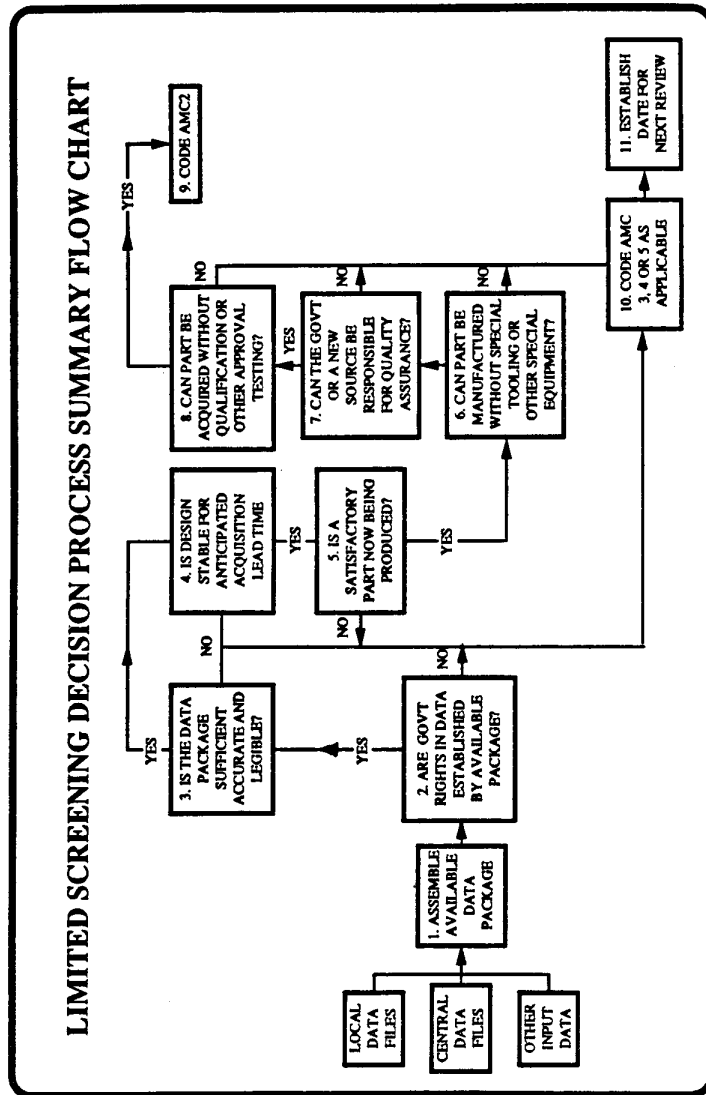 LIMITED SCREENING DECISION PROCESS SUMMARY FLOW CHART
LOCAL
DATA
FILES
CENTRAL
DATA
FILES
OTHER
INPUT
DATA
1. ASSEMBLE
AVAILABLE
DATA
PACKAGE
2. ARE GOVT
RIGHTS IN DATA
ESTABLISHED
BY AVAILABLE
PACKAGE?
YES
NO
3. IS THE DATA
PACKAGE
SUFFICIENT
ACCURATE AND
LEGIBLE?
YES
NO
4. IS DESIGN
STABLE FOR
ANTICIPATED
ACQUISITION
LEAD TIME
YES
5. IS A
SATISFACTORY
PART NOW BEING
PRODUCED?
NO
YES
6. CAN PART BE
MANUFACTURED
WITHOUT SPECIAL
TOOLING OR
OTHER SPECIAL
EQUIPMENT?
NO
7. CAN THE GOVT
OR A NEW
SOURCE BE
RESPONSIBLE
FOR QUALITY
ASSURANCE?
YES
NO
8. CAN PART BE
ACQUIRED WITHOUT
QUALIFICATION OR
OTHER APPROVAL
TESTING?
NO
YES
9. CODE AMC2
10. CODE AMC
3, 4 OR 5 AS
APPLICABLE
11. ESTABLISH
DATE FOR
NEXT REVIEW